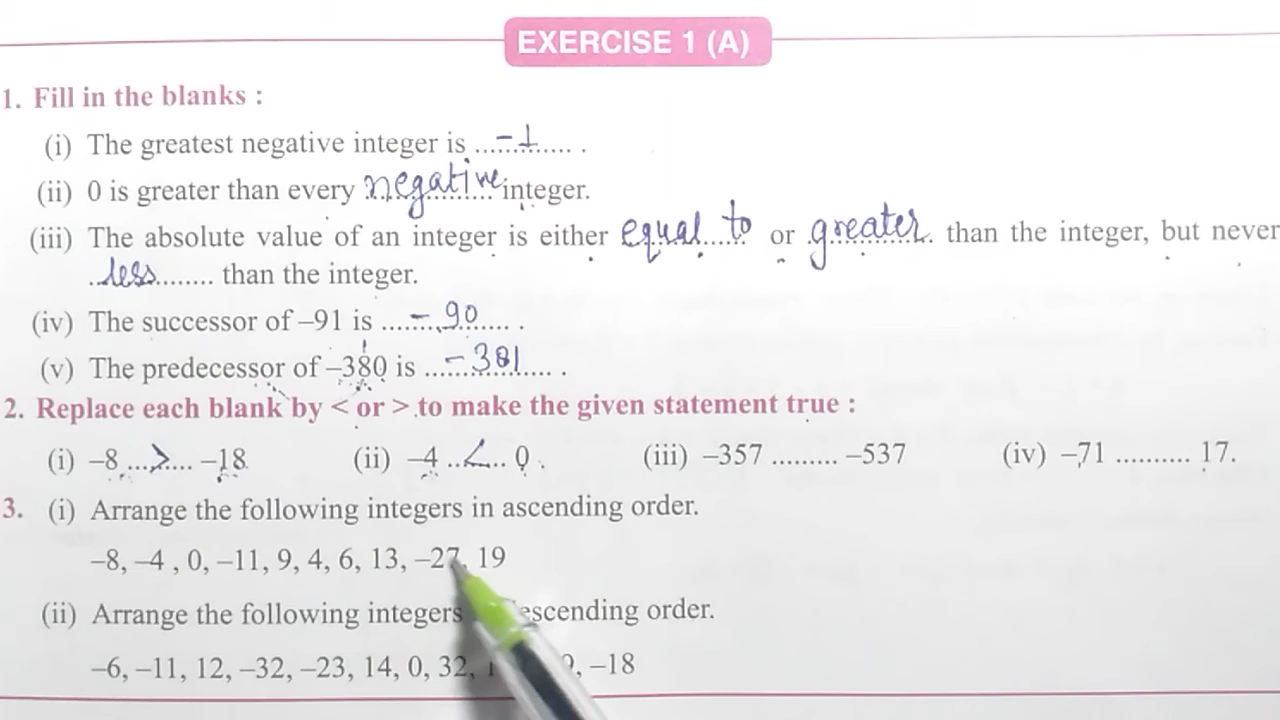 EXERCISE 1 (A)
1. Fill in the blanks :
(i) The greatest negative integer is ...-1... .
(ii) 0 is greater than every negative integer.
(iii) The absolute value of an integer is either equal to or greater than the integer, but never
less than the integer.
(iv) The successor of –91 is ...-90... .
(v) The predecessor of –380 is ...-381... .
2. Replace each blank by < or > to make the given statement true :
(i) –8 ...>... –18 (ii) –4 ...<... 0 . (iii) –357 ......... –537 (iv) –71 .......... 17.
3. (i) Arrange the following integers in ascending order.
–8, –4 , 0, –11, 9, 4, 6, 13, –27, 19
(ii) Arrange the following integers escending order.
–6, –11, 12, –32, –23, 14, 0, 32, –18